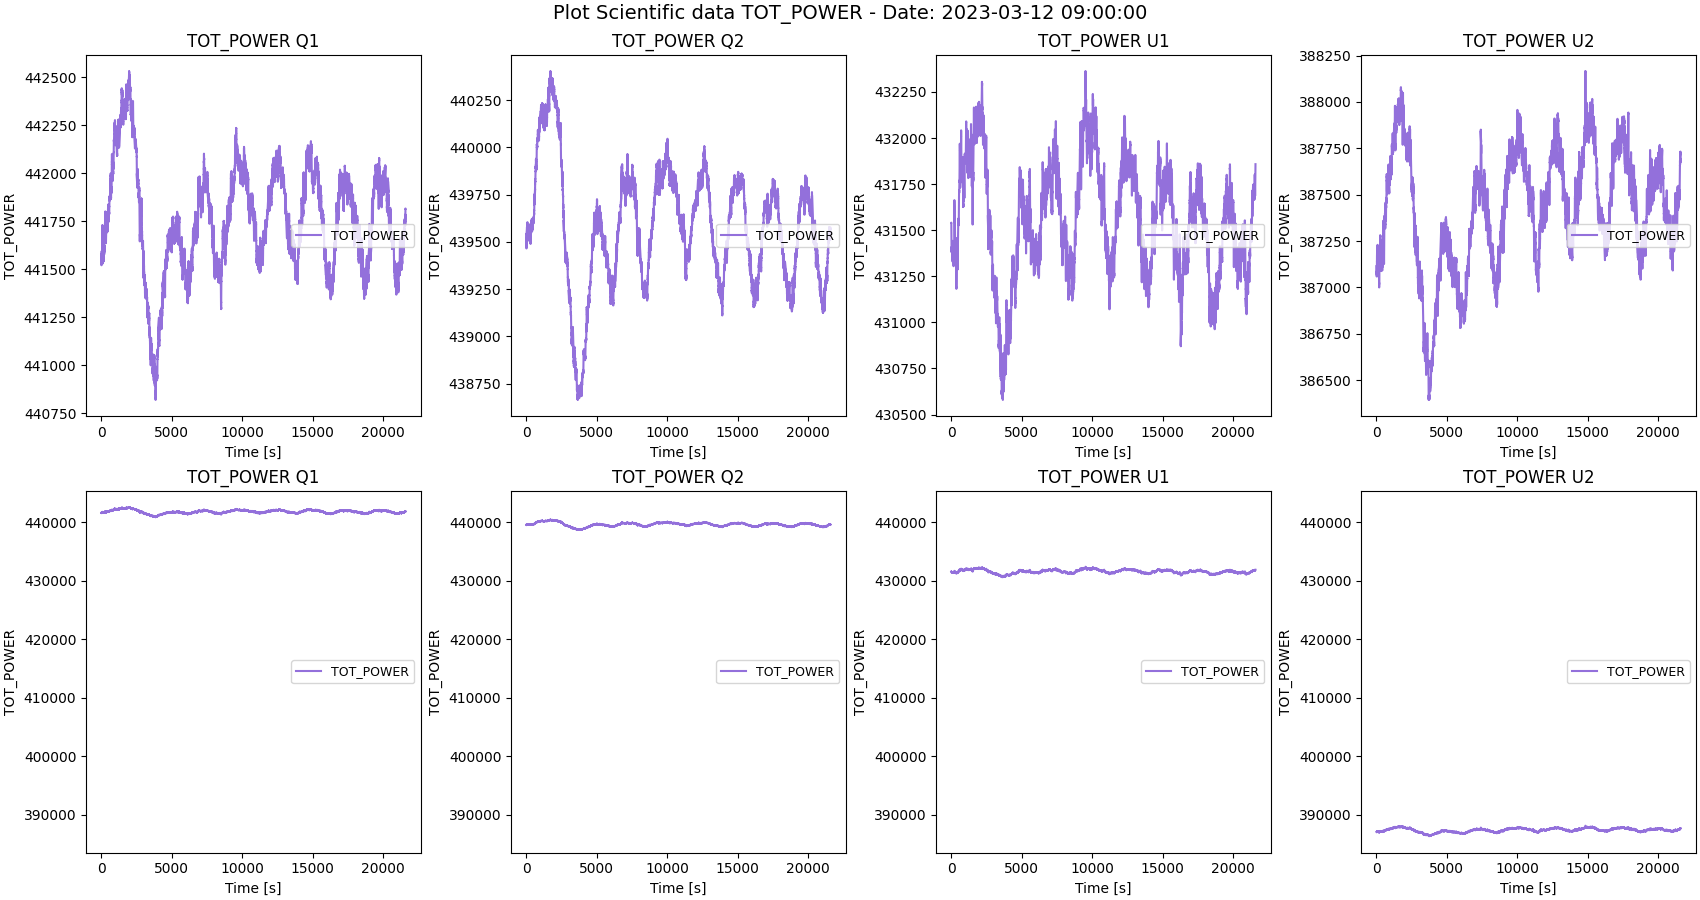 Plot Scientific data TOT_POWER - Date: 2023-03-12 09:00:00
TOT_POWER Q1
TOT_POWER
442500
442250
442000
441750
441500
441250
441000
440750
TOT_POWER
0 5000 10000 15000 20000
Time [s]
TOT_POWER Q2
TOT_POWER
440250
440000
439750
439500
439250
439000
438750
TOT_POWER
0 5000 10000 15000 20000
Time [s]
TOT_POWER U1
TOT_POWER
432250
432000
431750
431500
431250
431000
430750
430500
TOT_POWER
0 5000 10000 15000 20000
Time [s]
TOT_POWER U2
TOT_POWER
388250
388000
387750
387500
387250
387000
386750
386500
TOT_POWER
0 5000 10000 15000 20000
Time [s]
TOT_POWER Q1
TOT_POWER
440000
430000
420000
410000
400000
390000
TOT_POWER
0 5000 10000 15000 20000
Time [s]
TOT_POWER Q2
TOT_POWER
440000
430000
420000
410000
400000
390000
TOT_POWER
0 5000 10000 15000 20000
Time [s]
TOT_POWER U1
TOT_POWER
440000
430000
420000
410000
400000
390000
TOT_POWER
0 5000 10000 15000 20000
Time [s]
TOT_POWER U2
TOT_POWER
440000
430000
420000
410000
400000
390000
TOT_POWER
0 5000 10000 15000 20000
Time [s]